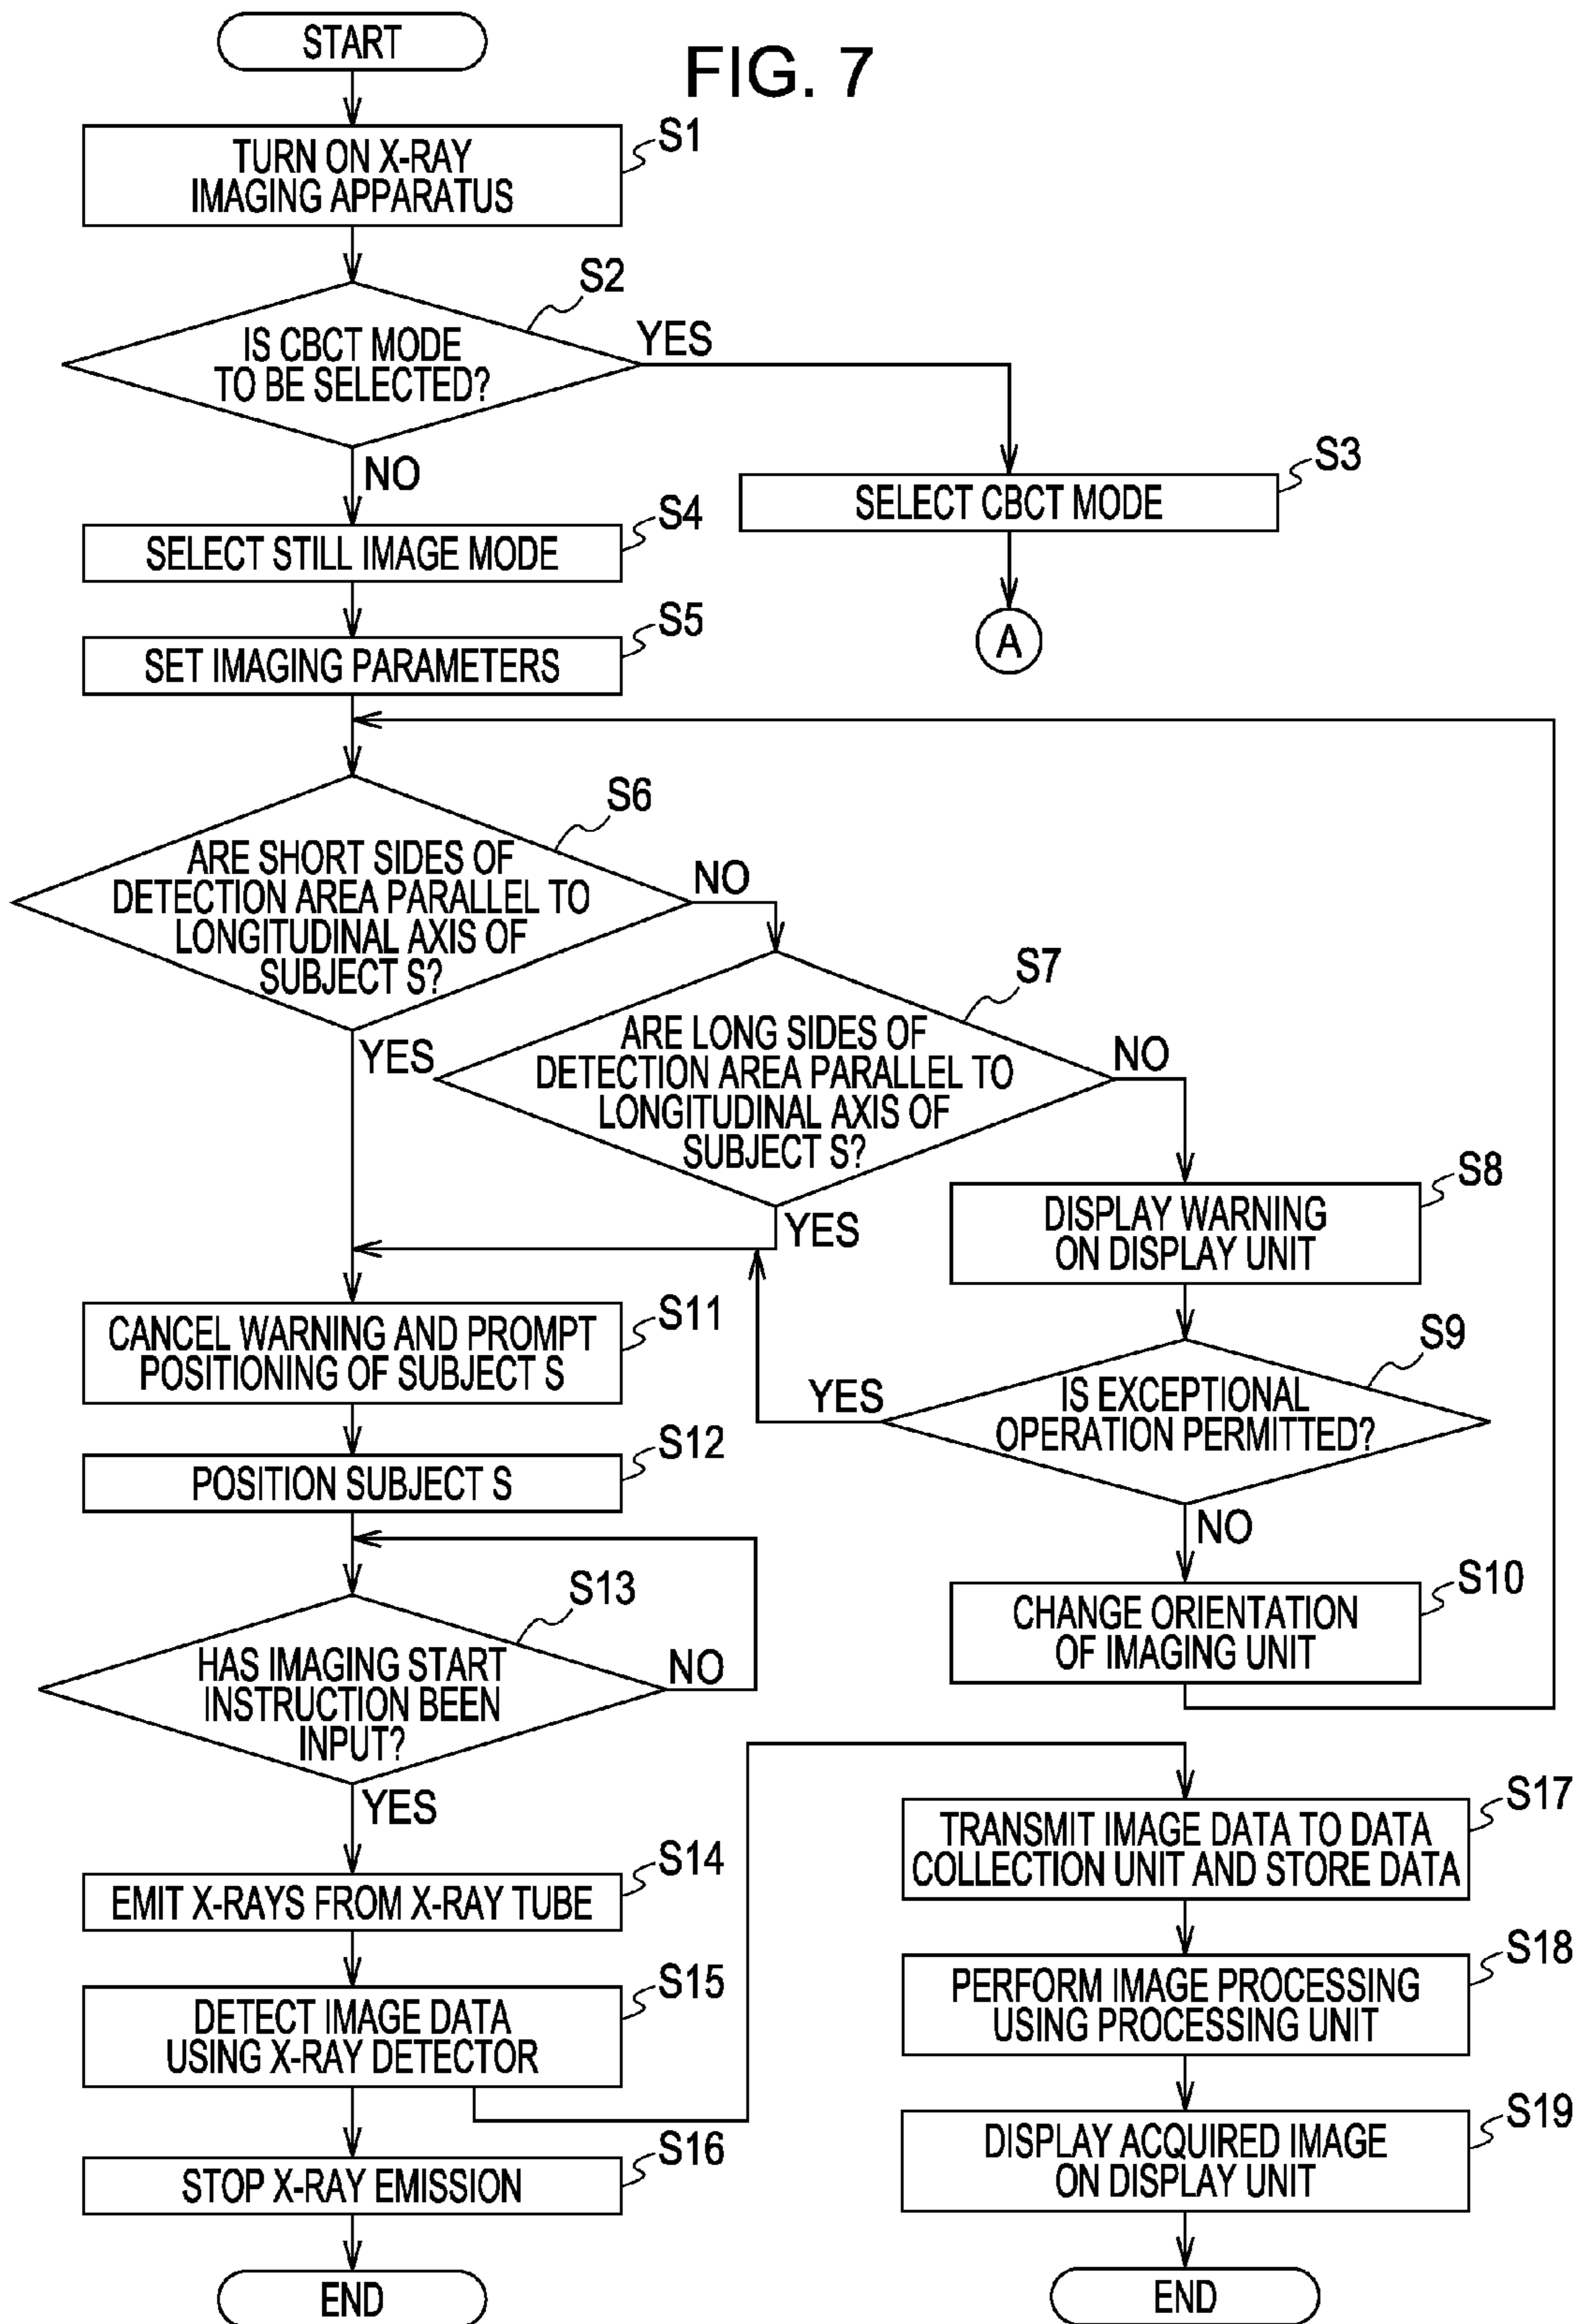 START
FIG. 7
TURN ON X-RAY
IMAGING APPARATUS
S1
IS CBCT MODE
TO BE SELECTED?
S2
YES
NO
SELECT CBCT MODE
S3
A
SELECT STILL IMAGE MODE
S4
SET IMAGING PARAMETERS
S5
ARE SHORT SIDES OF
DETECTION AREA PARALLEL TO
LONGITUDINAL AXIS OF
SUBJECT S?
S6
NO
YES
ARE LONG SIDES OF
DETECTION AREA PARALLEL TO
LONGITUDINAL AXIS OF
SUBJECT S?
S7
NO
YES
DISPLAY WARNING
ON DISPLAY UNIT
S8
IS EXCEPTIONAL
OPERATION PERMITTED?
S9
YES
NO
CHANGE ORIENTATION
OF IMAGING UNIT
S10
CANCEL WARNING AND PROMPT
POSITIONING OF SUBJECT S
S11
POSITION SUBJECT S
S12
HAS IMAGING START
INSTRUCTION BEEN
INPUT?
S13
NO
YES
EMIT X-RAYS FROM X-RAY TUBE
S14
DETECT IMAGE DATA
USING X-RAY DETECTOR
S15
STOP X-RAY EMISSION
S16
END
TRANSMIT IMAGE DATA TO DATA
COLLECTION UNIT AND STORE DATA
S17
PERFORM IMAGE PROCESSING
USING PROCESSING UNIT
S18
DISPLAY ACQUIRED IMAGE
ON DISPLAY UNIT
S19
END